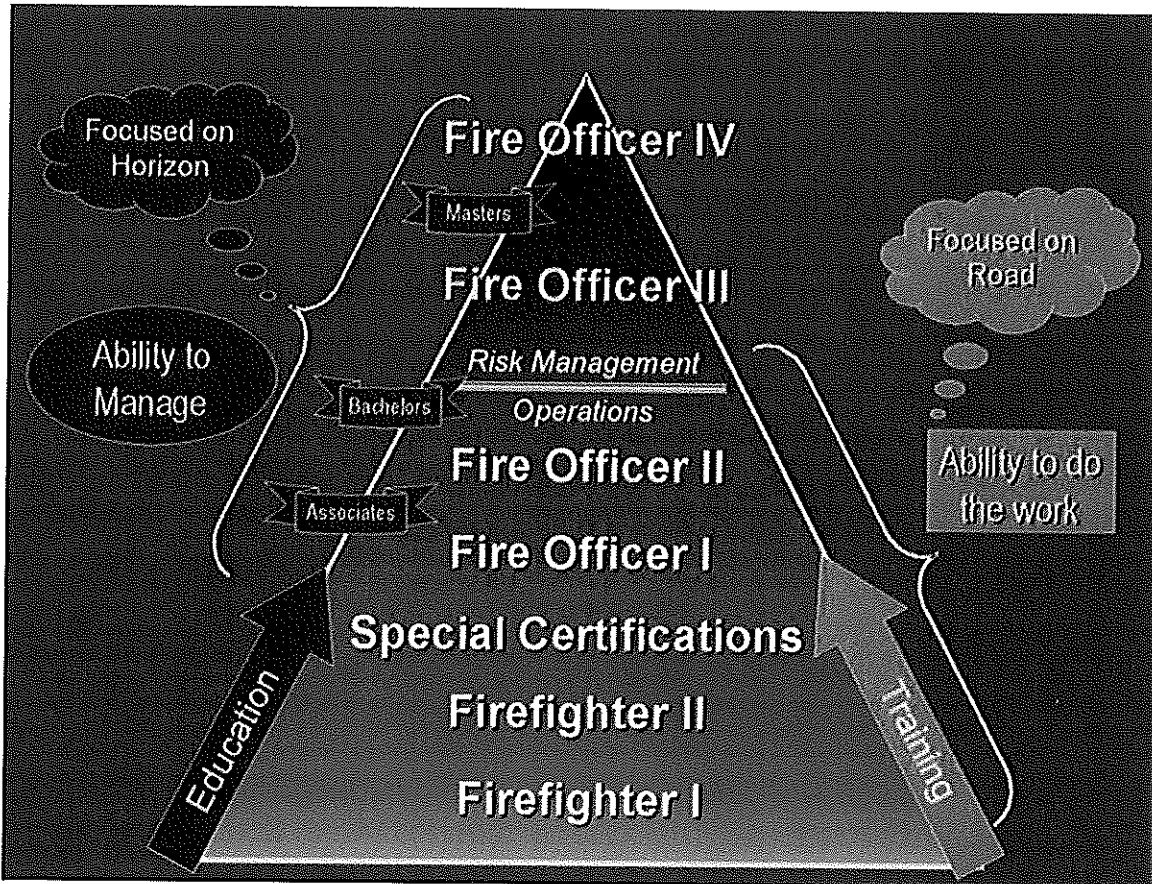 Focused on
Horizon
Fire Officer IV
Masters
Focused on
Road
Fire Officer III
Ability to
Manage
Risk Management
Bachelors
Operations
Fire Officer II
Ability to do
the work
Associates
Fire Officer I
Special Certifications
Education
Firefighter II
Training
Firefighter I